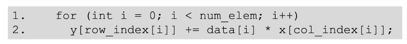 1.    for (int i = 0; i < num_elem; i++)
2.      y[row_index[i]] += data[i] * x[col_index[i]];